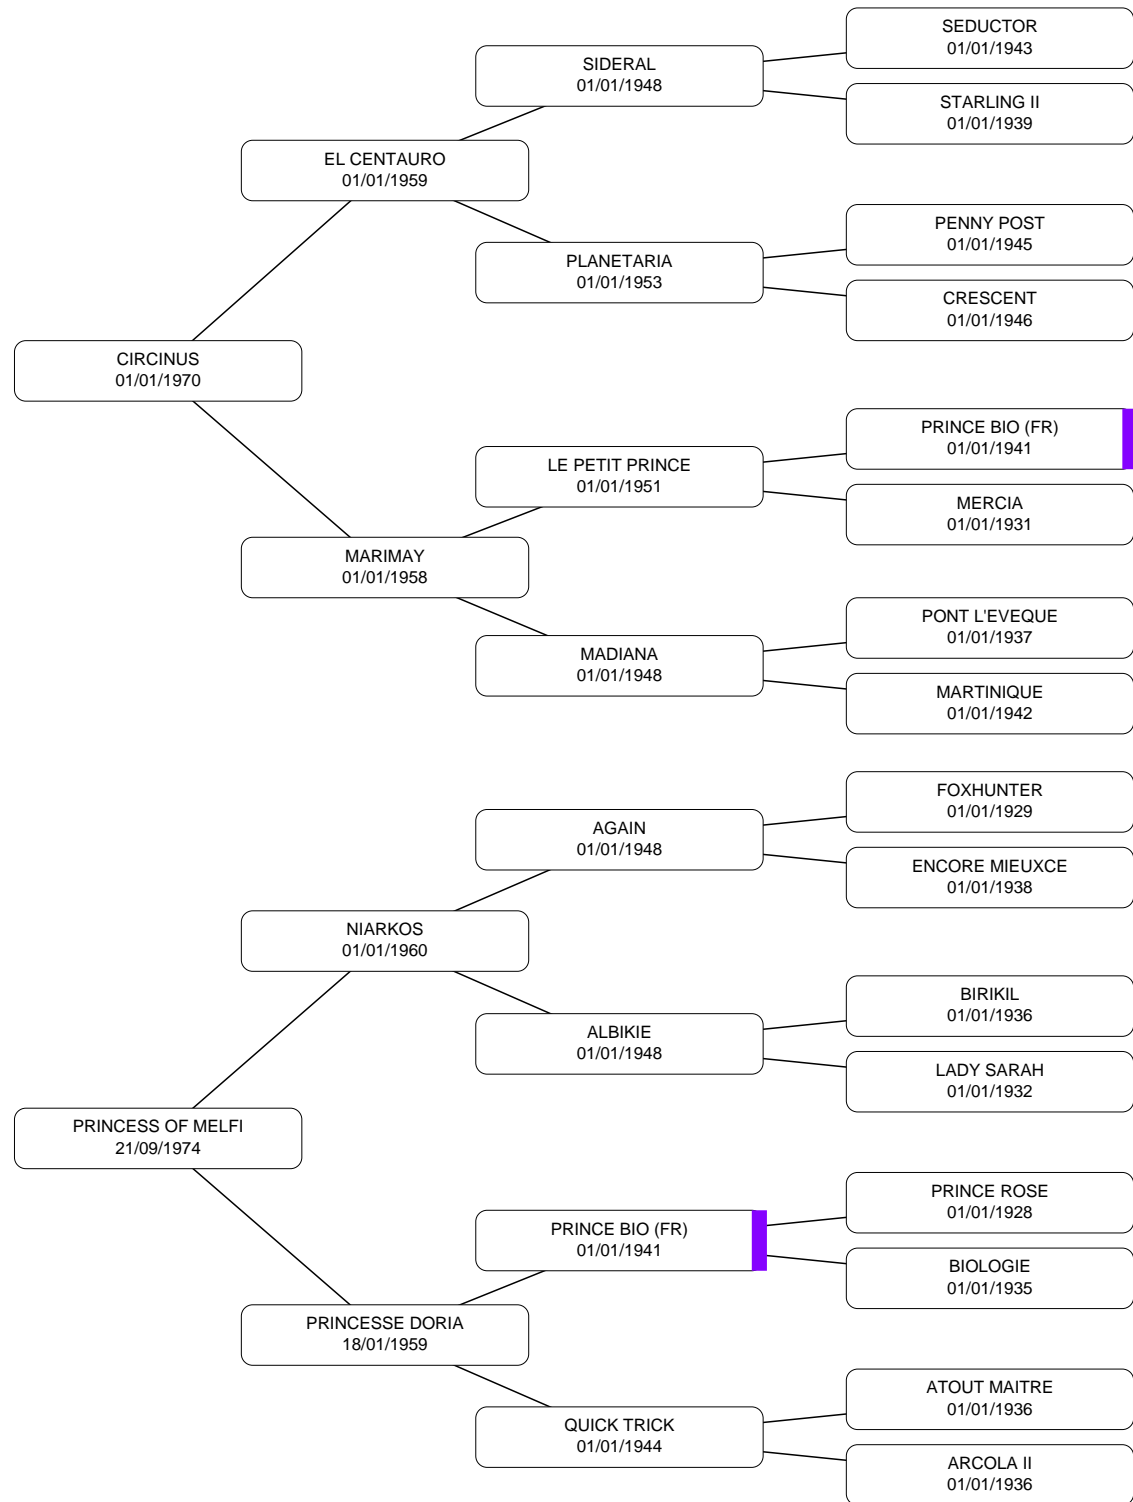 SEDUCTOR
01/01/1943
SIDERAL
01/01/1948
STARLING II
01/01/1939
EL CENTAURO
01/01/1959
PENNY POST
01/01/1945
PLANETARIA
01/01/1953
CRESCENT
01/01/1946
CIRCINUS
01/01/1970
PRINCE BIO (FR)
01/01/1941
LE PETIT PRINCE
01/01/1951
MERCIA
01/01/1931
MARIMAY
01/01/1958
PONT L'EVEQUE
01/01/1937
MADIANA
01/01/1948
MARTINIQUE
01/01/1942
FOXHUNTER
01/01/1929
AGAIN
01/01/1948
ENCORE MIEUXCE
01/01/1938
NIARKOS
01/01/1960
BIRIKIL
01/01/1936
ALBIKIE
01/01/1948
LADY SARAH
01/01/1932
PRINCESS OF MELFI
21/09/1974
PRINCE ROSE
01/01/1928
PRINCE BIO (FR)
01/01/1941
BIOLOGIE
01/01/1935
PRINCESSE DORIA
18/01/1959
ATOUT MAITRE
01/01/1936
QUICK TRICK
01/01/1944
ARCOLA II
01/01/1936